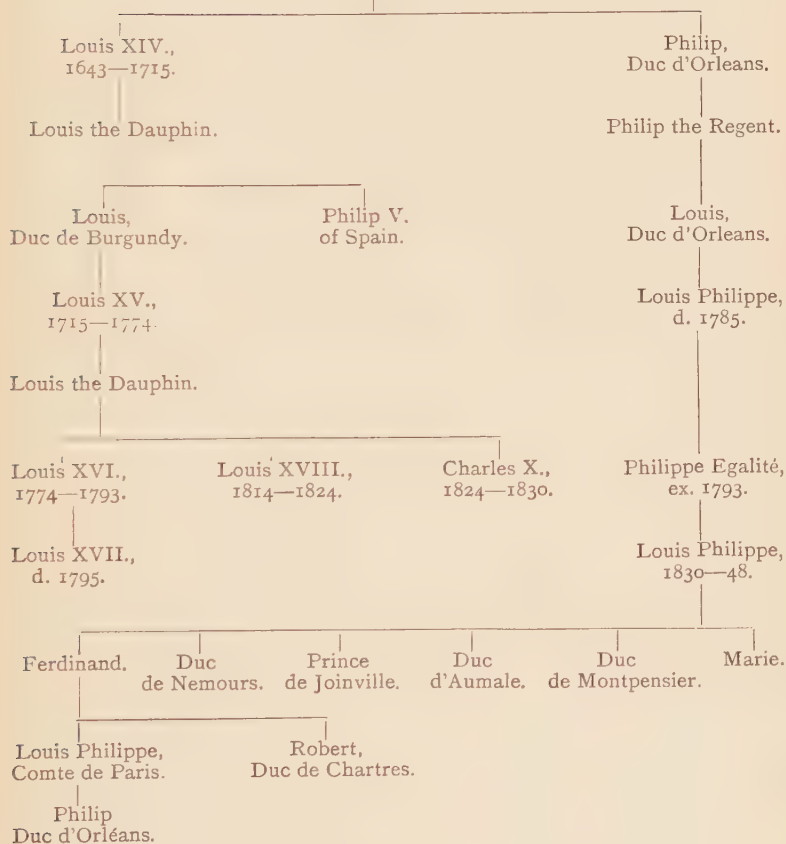 Louis XIV.,
1643—1715.
Philip,
Duc d'Orleans.
Louis the Dauphin.
Philip the Regent.
Louis,
Duc de Burgundy.
Philip V.
of Spain.
Louis,
Duc d'Orleans.
Louis XV.,
1715—1774.
Louis Philippe,
d. 1785.
Louis the Dauphin.
Louis XVI.,
1774—1793.
Louis XVIII.,
1814—1824.
Charles X.,
1824—1830.
Philippe Egalité,
ex. 1793.
Louis XVII.,
d. 1795.
Louis Philippe,
1830—48.
Ferdinand.
Duc
de Nemours.
Prince
de Joinville.
Duc
d'Aumale.
Duc
de Montpensier.
Marie.
Louis Philippe,
Comte de Paris.
Robert,
Duc de Chartres.
Philip
Duc d'Orléans.